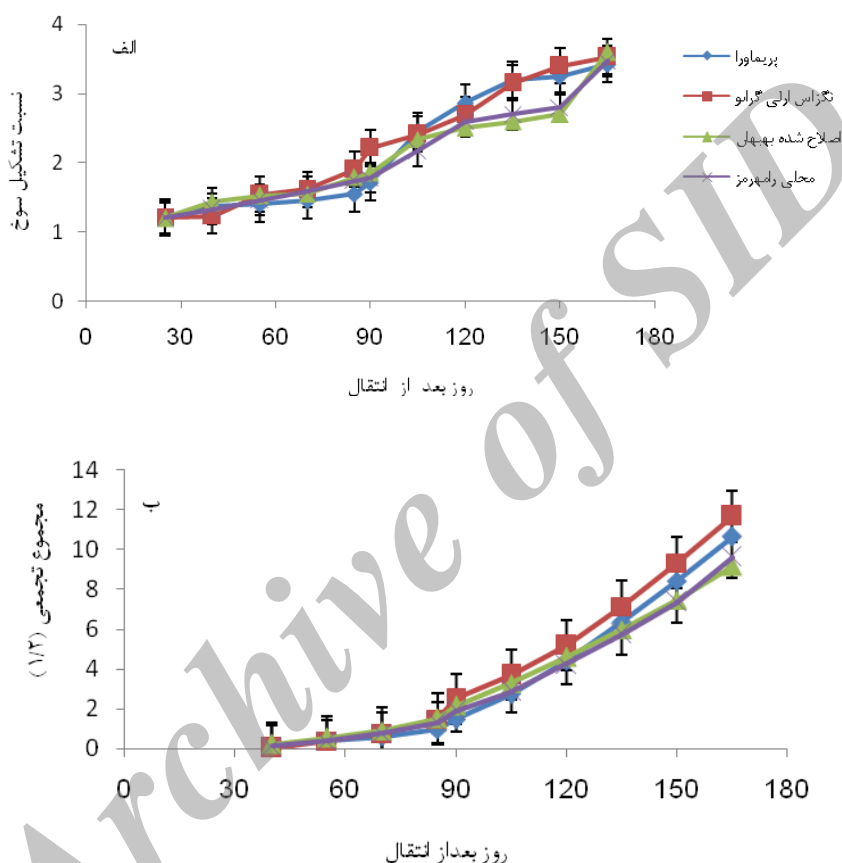 الف
نسبت تشکیل سوخ
4
3
2
1
0
0 30 60 90 120 150 180
روز بعد از انتقال
پریماورا
تگزاس ارلی گرانو
اصلاح شده بهبهان
محلی رامهرمز
ب
مجموع تجمعی (۱/۲)
14
12
10
8
6
4
2
0
0 30 60 90 120 150 180
روز بعداز انتقال
Archive of SID